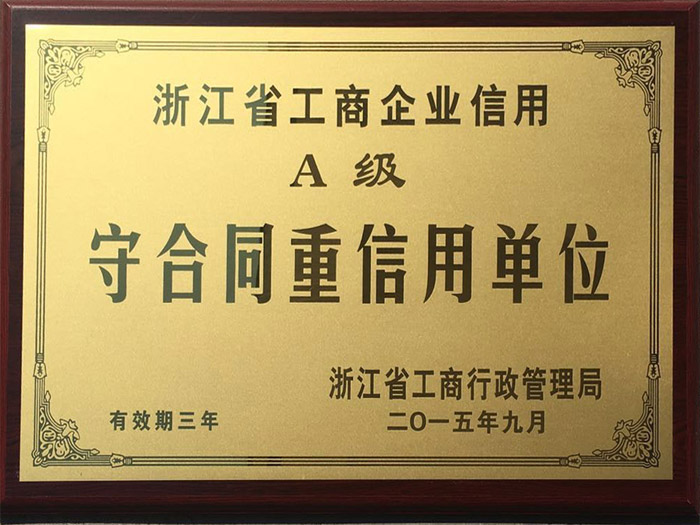 浙江省工商企业信用
A 级
守合同重信用单位
浙江省工商行政管理局
有效期三年
二〇一五年九月